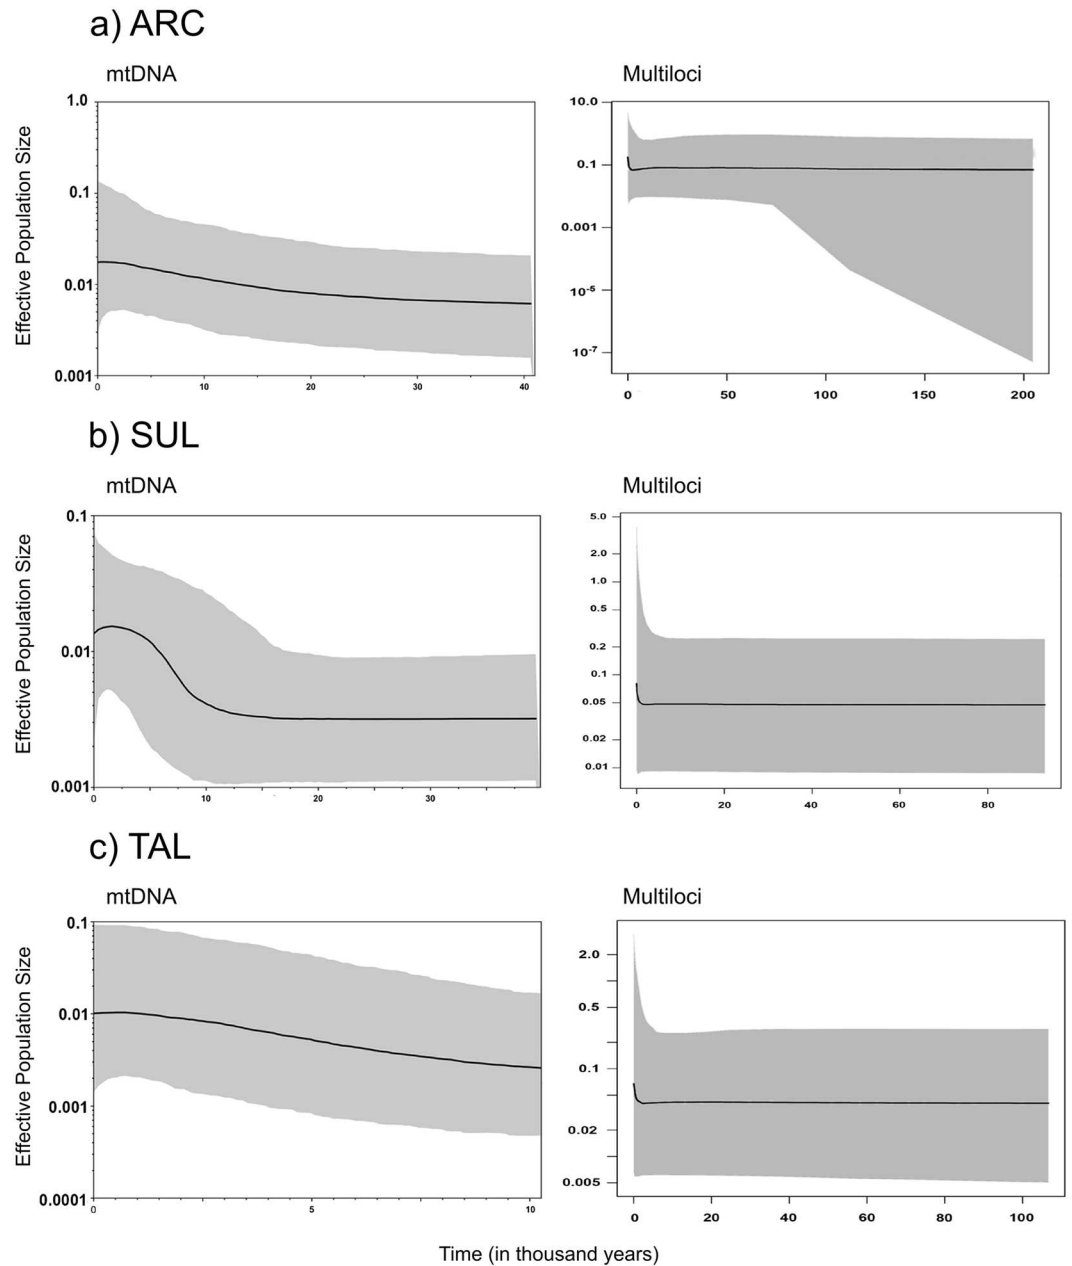 a) ARC
mtDNA
Multiloci
Effective Population Size
1.0
0.1
0.01
0.001
0 10 20 30 40
10.0
0.1
0.001
10-5
10-7
0 50 100 150 200
b) SUL
mtDNA
Multiloci
Effective Population Size
0.1
0.01
0.001
0 10 20 30
5.0
2.0
1.0
0.5
0.2
0.1
0.05
0.02
0.01
0 20 40 60 80
c) TAL
mtDNA
Multiloci
Effective Population Size
0.1
0.01
0.001
0.0001
0 5 10
2.0
0.5
0.1
0.02
0.005
0 20 40 60 80 100
Time (in thousand years)